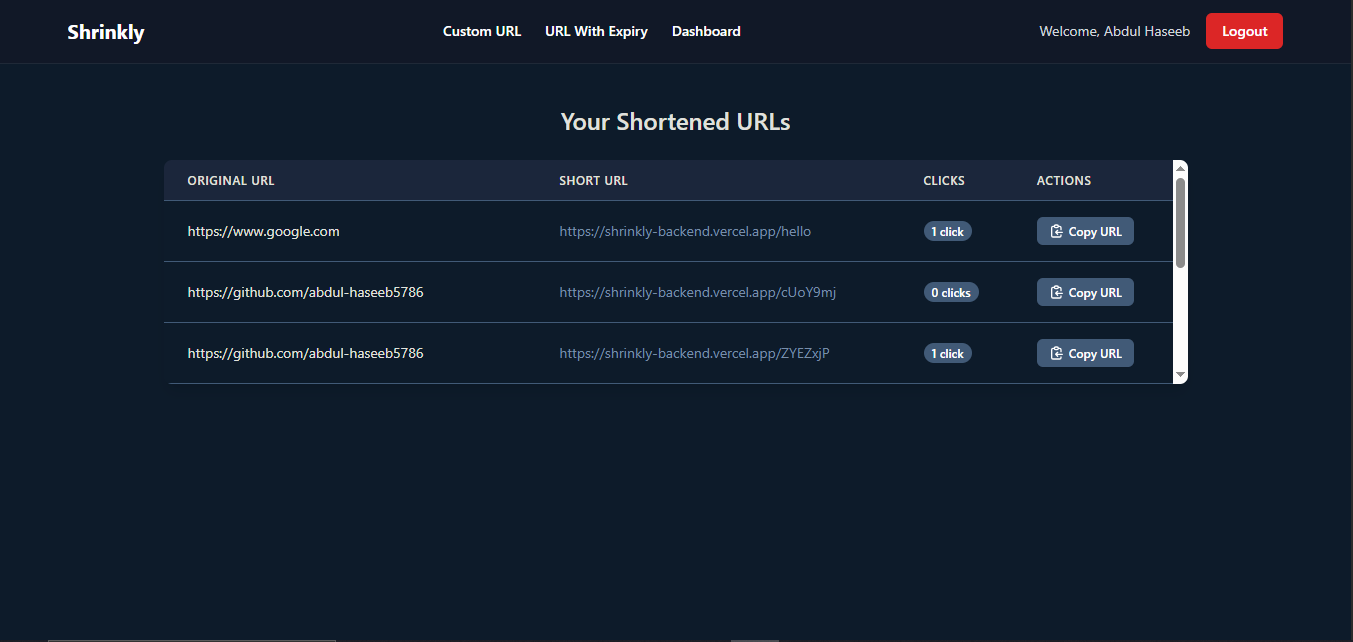 Shrinkly Custom URL URL With Expiry Dashboard Welcome, Abdul Haseeb Logout
Your Shortened URLs
ORIGINAL URL SHORT URL CLICKS ACTIONS
https://www.google.com https://shrinkly-backend.vercel.app/hello 1 click Copy URL
https://github.com/abdul-haseeb5786 https://shrinkly-backend.vercel.app/cUoY9mj 0 clicks Copy URL
https://github.com/abdul-haseeb5786 https://shrinkly-backend.vercel.app/ZYEZxjP 1 click Copy URL